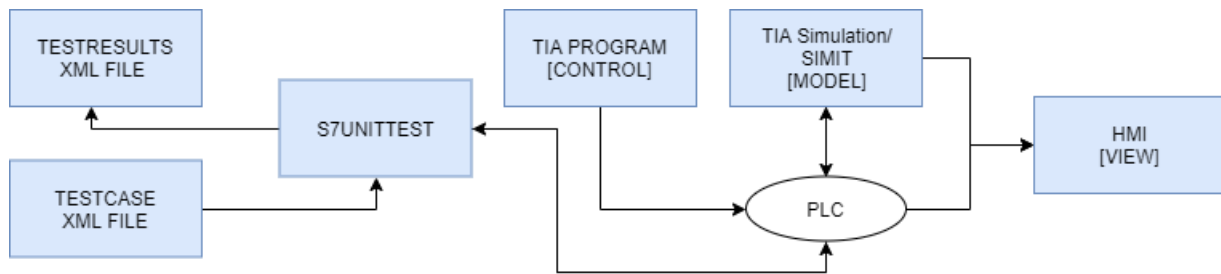 TESTRESULTS
XML FILE
TIA PROGRAM
[CONTROL]
TIA Simulation/
SIMIT
[MODEL]
S7UNITTEST
HMI
[VIEW]
TESTCASE
XML FILE
PLC